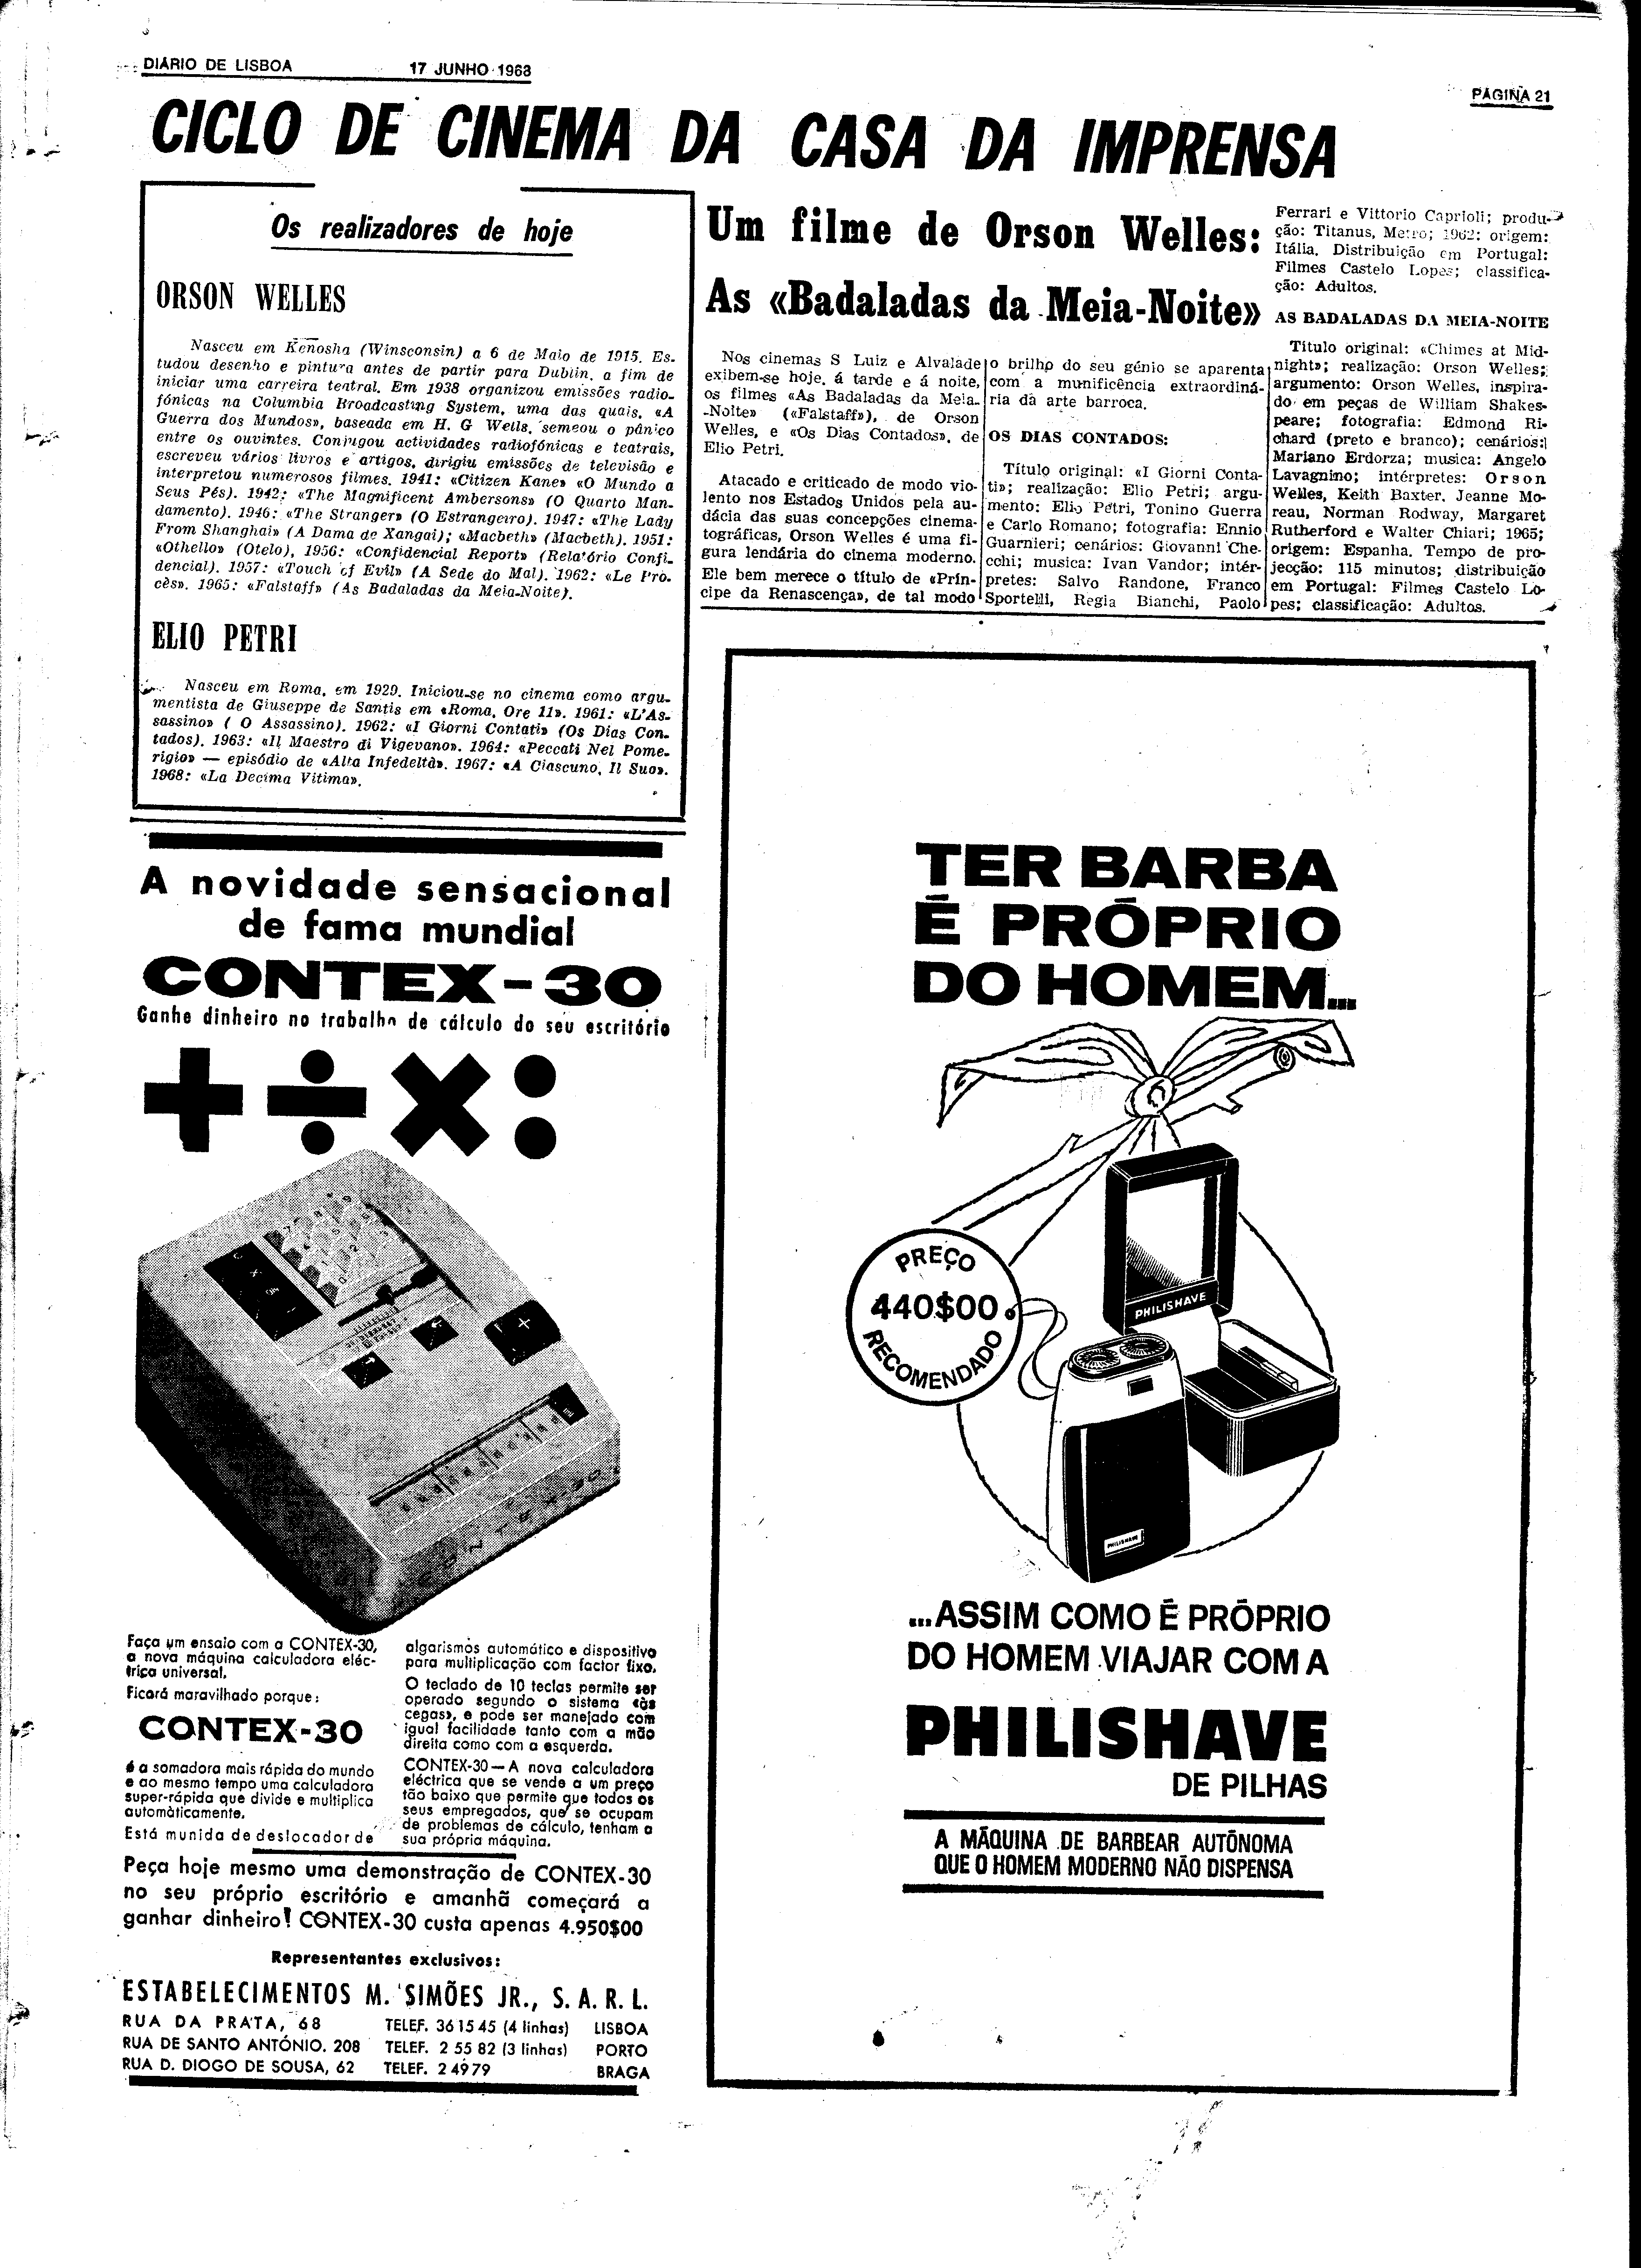 DIÁRIO DE LISBOA 17 JUNHO 1968
PÁGINA 21
CICLO DE CINEMA DA CASA DA IMPRENSA
Os realizadores de hoje
ORSON WELLES
Nasceu em Kenosha (Winsconsin) a 6 de Maio de 1915. Es-
tudou desenho e pintura antes de partir para Dublin, a fim de
iniciar uma carreira teatral. Em 1938 organizou emissões radio-
fónicas na Columbia Broadcasting System, uma das quais, «A
Guerra dos Mundos», baseada em H. G Wells, semeou o pânico
entre os ouvintes. Conjugou actividades radiofónicas e teatrais,
escreveu vários livros e artigos, dirigiu emissões de televisão e
interpretou numerosos filmes. 1941: «Citizen Kane» «O Mundo a
Seus Pés). 1942: «The Magnificent Ambersons» (O Quarto Man-
damento). 1946: «The Stranger» (O Estrangeiro). 1947: «The Lady
From Shanghai» (A Dama de Xangai); «Macbeth» (Macbeth). 1951:
«Othello» (Otelo), 1956: «Confidencial Report» (Relatório Confi-
dencial). 1957: «Touch of Evil» (A Sede do Mal). 1962: «Le Pro-
cès». 1965: «Falstaff» (As Badaladas da Meia-Noite).
ELIO PETRI
Nasceu em Roma, em 1929. Iniciou-se no cinema como argu-
mentista de Giuseppe de Santis em «Roma, Ore 11». 1961: «L'As-
sassino» ( O Assassino). 1962: «I Giorni Contati» (Os Dias Con-
tados). 1963: «Il Maestro di Vigevano». 1964: «Peccati Nel Pome-
rigio» — episódio de «Alta Infedeltà». 1967: «A Ciascuno, Il Suo».
1968: «La Decima Vitima».
Um filme de Orson Welles:
As «Badaladas da Meia-Noite»
Nos cinemas S Luiz e Alvalade
exibem-se hoje, á tarde e á noite,
os filmes «As Badaladas da Meia-
-Noite» («Falstaff»), de Orson
Welles, e «Os Dias Contados», de
Elio Petri.
Atacado e criticado de modo vio-
lento nos Estados Unidos pela au-
dácia das suas concepções cinema-
tográficas, Orson Welles é uma fi-
gura lendária do cinema moderno.
Ele bem merece o título de «Prín-
cipe da Renascença», de tal modo
o brilho do seu génio se aparenta
com a munificência extraordiná-
ria da arte barroca.
OS DIAS CONTADOS:
Título original: «I Giorni Conta-
ti»; realização: Elio Petri; argu-
mento: Elio Petri, Tonino Guerra
e Carlo Romano; fotografia: Ennio
Guarnieri; cenários: Giovanni Che-
cchi; musica: Ivan Vandor; intér-
pretes: Salvo Randone, Franco
Sportelli, Regia Bianchi, Paolo
Ferrari e Vittorio Caprioli; produ-
ção: Titanus, Metro; 1962: origem:
Itália. Distribuição em Portugal:
Filmes Castelo Lopes; classifica-
ção: Adultos.
AS BADALADAS DA MEIA-NOITE
Titulo original: «Chimes at Mid-
night»; realização: Orson Welles;
argumento: Orson Welles, inspira-
do em peças de William Shakes-
peare; fotografia: Edmond Ri-
chard (preto e branco); cenários:
Mariano Erdorza; musica: Angelo
Lavagnino; intérpretes: Orson
Welles, Keith Baxter, Jeanne Mo-
reau, Norman Rodway, Margaret
Rutherford e Walter Chiari; 1965;
origem: Espanha. Tempo de pro-
jecção: 115 minutos; distribuição
em Portugal: Filmes Castelo Lo-
pes; classificação: Adultos.
A novidade sensacional
de fama mundial
CONTEX-30
Ganhe dinheiro no trabalho de cálculo do seu escritório
+ ÷ × :
CONTEX-30
Faça um ensaio com a CONTEX-30,
a nova máquina calculadora eléc-
trica universal.
Ficará maravilhado porque:
CONTEX-30
é a somadora mais rápida do mundo
e ao mesmo tempo uma calculadora
super-rápida que divide e multiplica
automàticamente.
Está munida de deslocador de
algarismos automático e dispositivo
para multiplicação com factor fixo.
O teclado de 10 teclas permite ser
operado segundo o sistema «às
cegas», e pode ser manejado com
igual facilidade tanto com a mão
direita como com a esquerda.
CONTEX-30 — A nova calculadora
eléctrica que se vende a um preço
tão baixo que permite que todos os
seus empregados, que se ocupam
de problemas de cálculo, tenham a
sua própria máquina.
Peça hoje mesmo uma demonstração de CONTEX-30
no seu próprio escritório e amanhã começará a
ganhar dinheiro! CONTEX-30 custa apenas 4.950$00
Representantes exclusivos:
ESTABELECIMENTOS M. SIMÕES JR., S. A. R. L.
RUA DA PRATA, 68 TELEF. 36 15 45 (4 linhas) LISBOA
RUA DE SANTO ANTÓNIO. 208 TELEF. 2 55 82 (3 linhas) PORTO
RUA D. DIOGO DE SOUSA, 62 TELEF. 2 49 79 BRAGA
TER BARBA
É PRÓPRIO
DO HOMEM...
PREÇO
440$00
RECOMENDADO
PHILISHAVE
PHILISHAVE
...ASSIM COMO É PRÓPRIO
DO HOMEM VIAJAR COM A
PHILISHAVE
DE PILHAS
A MÁQUINA DE BARBEAR AUTÓNOMA
QUE O HOMEM MODERNO NÃO DISPENSA